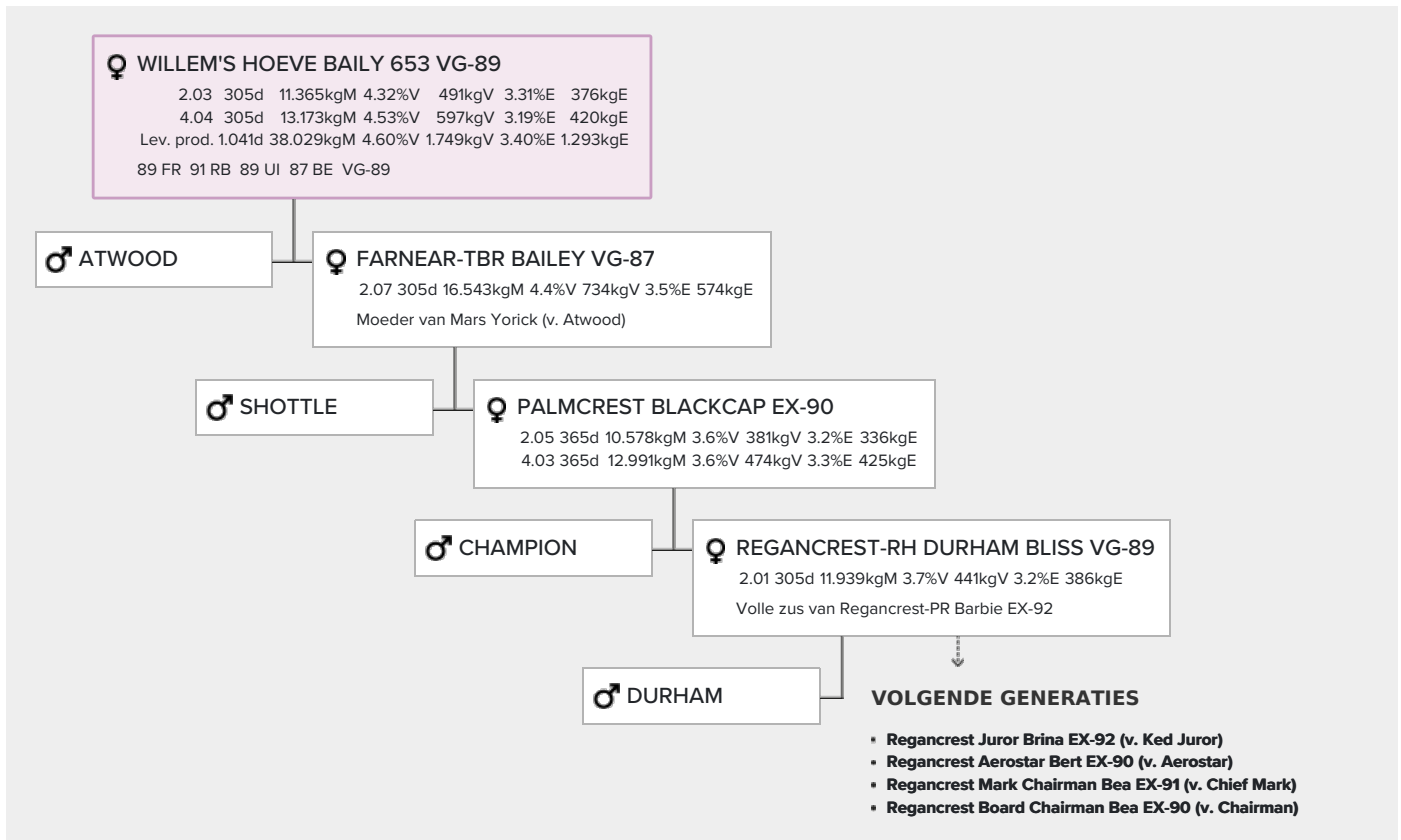 WILLEM'S HOEVE BAILY 653 VG-89
2.03 305d 11.365kgM 4.32%V 491kgV 3.31%E 376kgE
4.04 305d 13.173kgM 4.53%V 597kgV 3.19%E 420kgE
Lev. prod. 1.041d 38.029kgM 4.60%V 1.749kgV 3.40%E 1.293kgE
89 FR 91 RB 89 UI 87 BE VG-89
ATWOOD
FARNEAR-TBR BAILEY VG-87
2.07 305d 16.543kgM 4.4%V 734kgV 3.5%E 574kgE
Moeder van Mars Yorick (v. Atwood)
SHOTTLE
PALMCREST BLACKCAP EX-90
2.05 365d 10.578kgM 3.6%V 381kgV 3.2%E 336kgE
4.03 365d 12.991kgM 3.6%V 474kgV 3.3%E 425kgE
CHAMPION
REGANCREST-RH DURHAM BLISS VG-89
2.01 305d 11.939kgM 3.7%V 441kgV 3.2%E 386kgE
Volle zus van Regancrest-PR Barbie EX-92
DURHAM
VOLGENDE GENERATIES
▪ Regancrest Juror Brina EX-92 (v. Ked Juror)
▪ Regancrest Aerostar Bert EX-90 (v. Aerostar)
▪ Regancrest Mark Chairman Bea EX-91 (v. Chief Mark)
▪ Regancrest Board Chairman Bea EX-90 (v. Chairman)